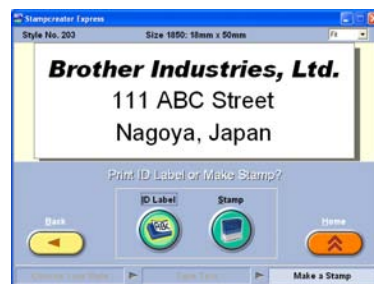 Stampcreator Express
Style No. 203 Size 1850: 18mm x 50mm Fit
Brother Industries, Ltd.
111 ABC Street
Nagoya, Japan
Print ID Label or Make Stamp?
ID Label Stamp
Back Home
Make a Stamp